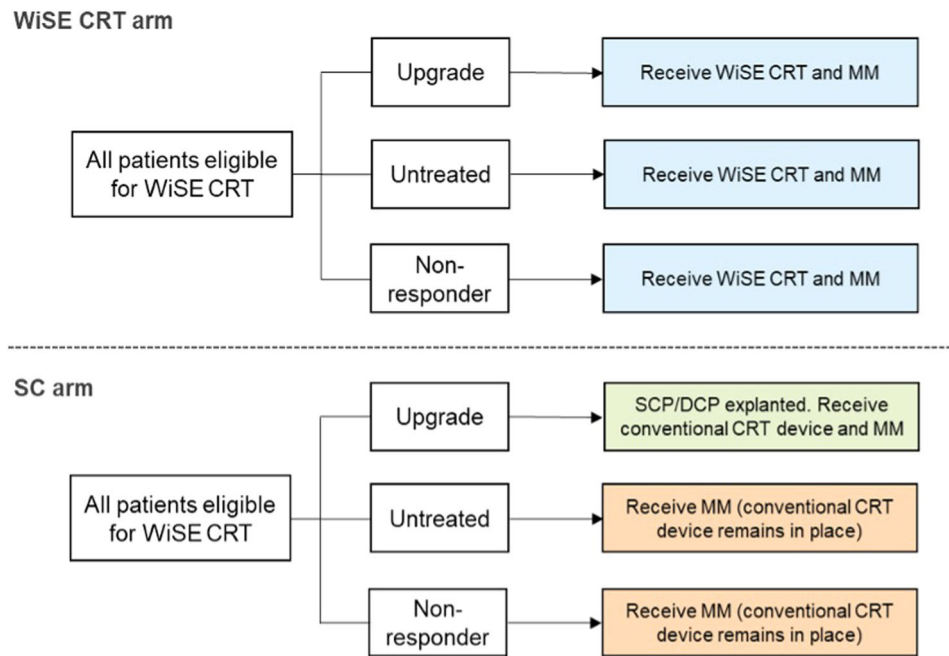 WiSE CRT arm
Upgrade
Receive WiSE CRT and MM
All patients eligible
for WiSE CRT
Untreated
Receive WiSE CRT and MM
Non-
responder
Receive WiSE CRT and MM
SC arm
Upgrade
SCP/DCP explanted. Receive
conventional CRT device and MM
All patients eligible
for WiSE CRT
Untreated
Receive MM (conventional CRT
device remains in place)
Non-
responder
Receive MM (conventional CRT
device remains in place)